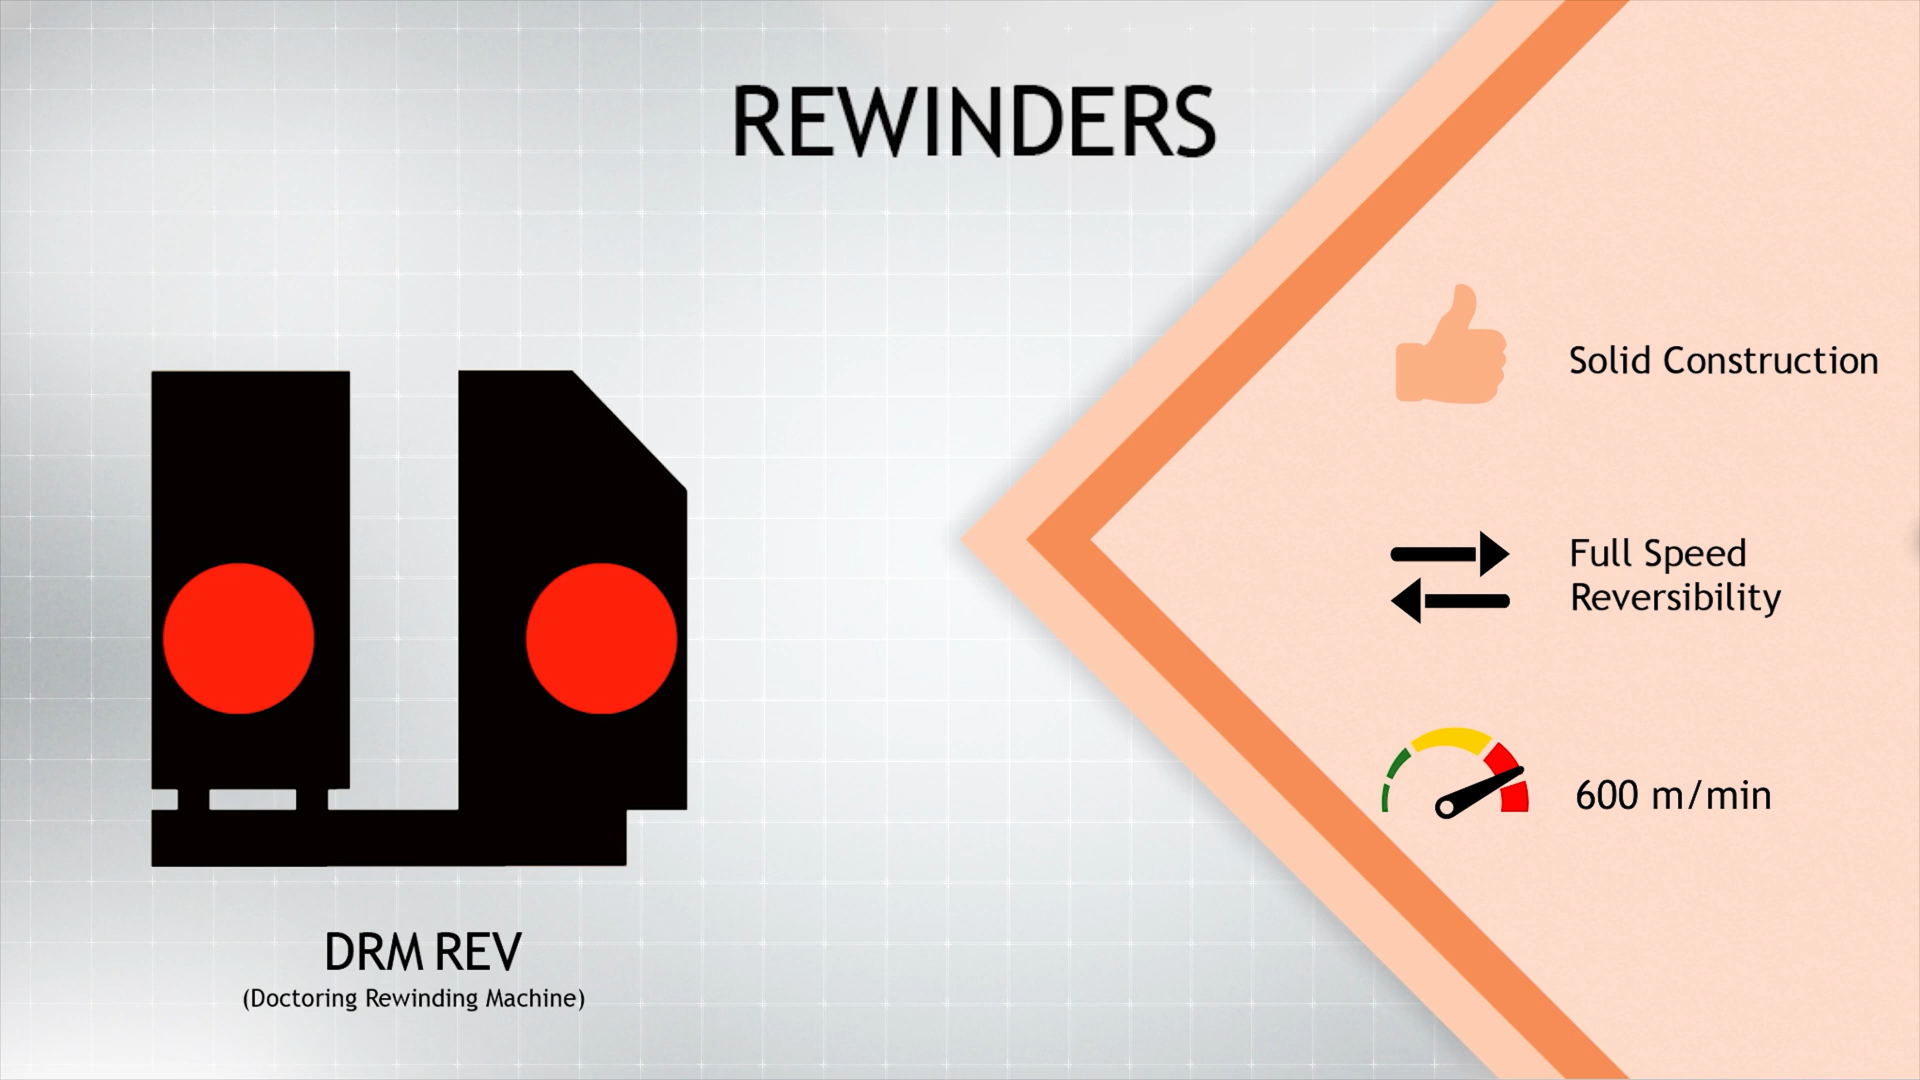 REWINDERS
Solid Construction
Full Speed
Reversibility
600 m/min
DRM REV
(Doctoring Rewinding Machine)